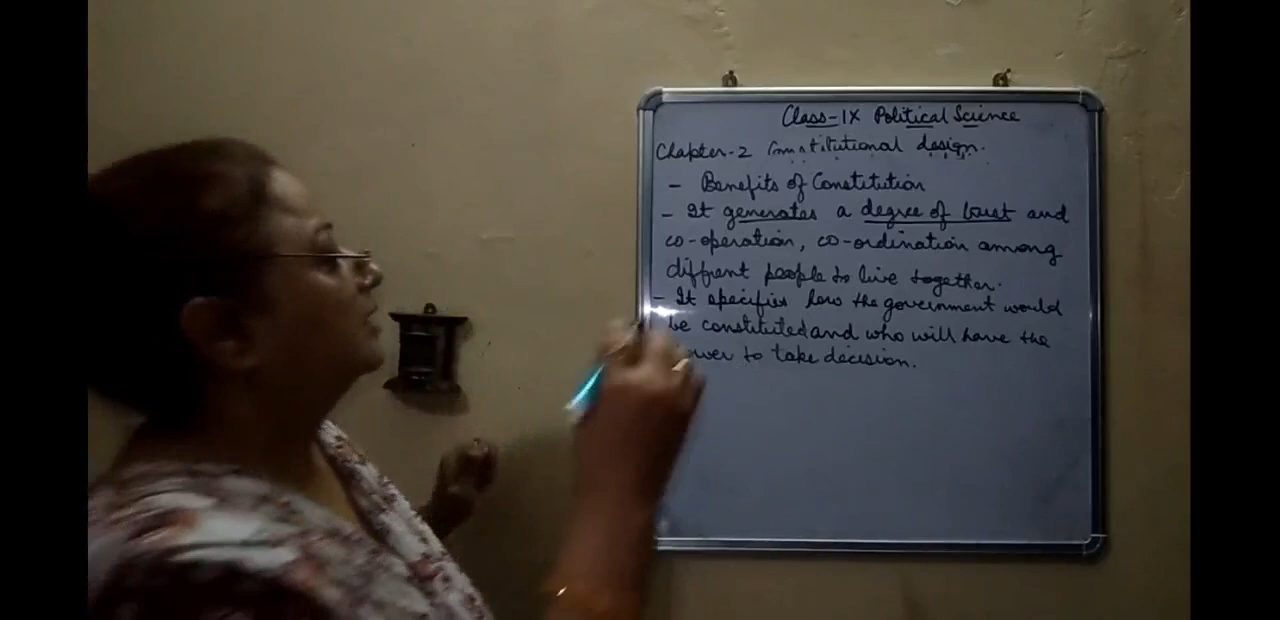 Class-IX Political Science
Chapter-2 Constitutional design.
- Benefits of Constitution
- It generates a degree of trust and
co-operation, co-ordination among
diffrent people to live together.
- It specifies how the government would
be constituted and who will have the
wer to take decision.